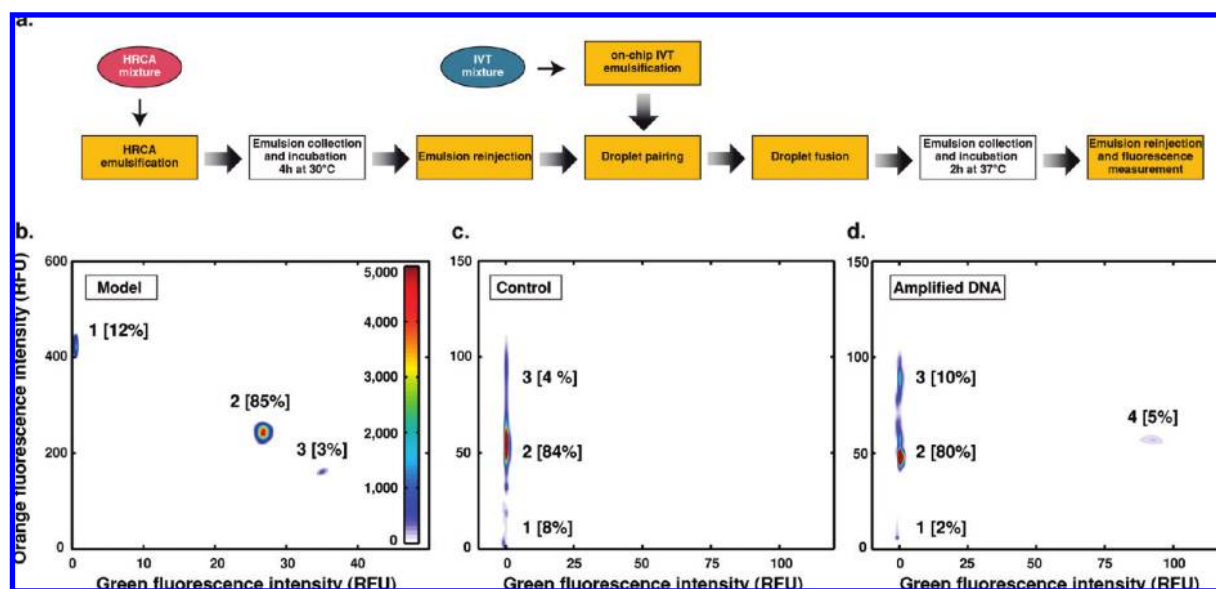 a.
HRCA
mixture
IVT
mixture
on-chip IVT
emulsification
HRCA
emulsification
Emulsion collection
and incubation
4h at 30°C
Emulsion reinjection
Droplet pairing
Droplet fusion
Emulsion collection
and incubation
2h at 37°C
Emulsion reinjection
and fluorescence
measurement
b.
Orange fluorescence intensity (RFU)
600
400
200
0
Model
1 [12%]
2 [85%]
3 [3%]
5,000
4,000
3,000
2,000
1,000
0
0 10 20 30 40
Green fluorescence intensity (RFU)
c.
150
100
50
0
Control
3 [4 %]
2 [84%]
1 [8%]
0 25 50 75 100
Green fluorescence intensity (RFU)
d.
150
100
50
0
Amplified DNA
3 [10%]
4 [5%]
2 [80%]
1 [2%]
0 25 50 75 100
Green fluorescence intensity (RFU)